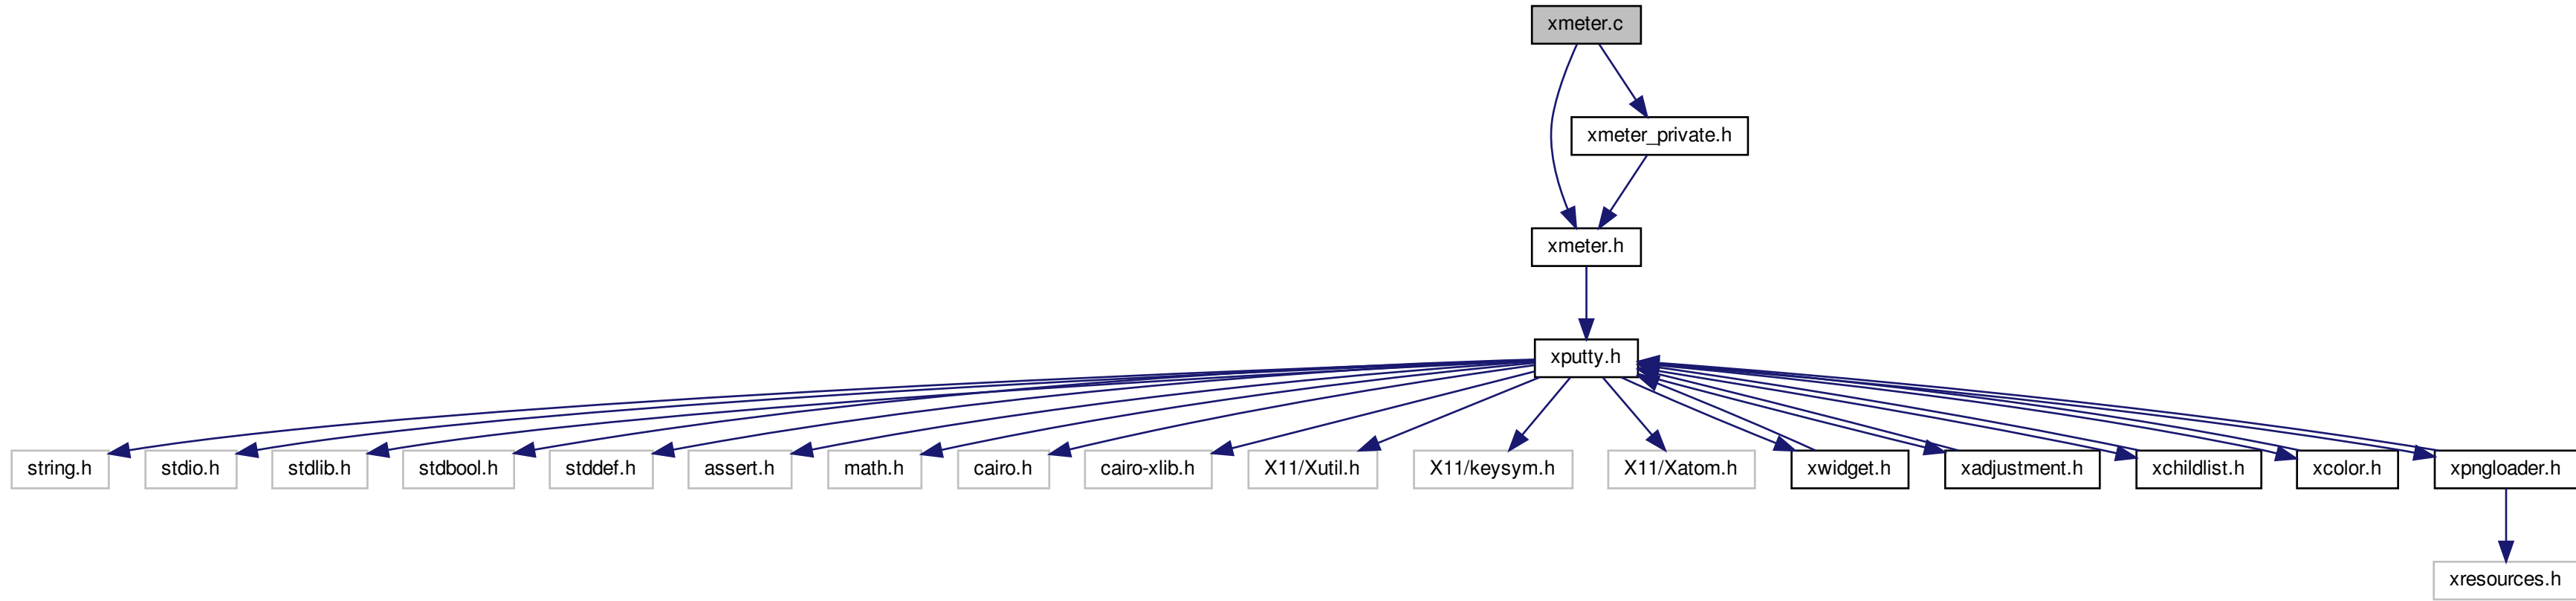 xmeter.c
xmeter_private.h
xmeter.h
xputty.h
string.h
stdio.h
stdlib.h
stdbool.h
stddef.h
assert.h
math.h
cairo.h
cairo-xlib.h
X11/Xutil.h
X11/keysym.h
X11/Xatom.h
xwidget.h
xadjustment.h
xchildlist.h
xcolor.h
xpngloader.h
xresources.h